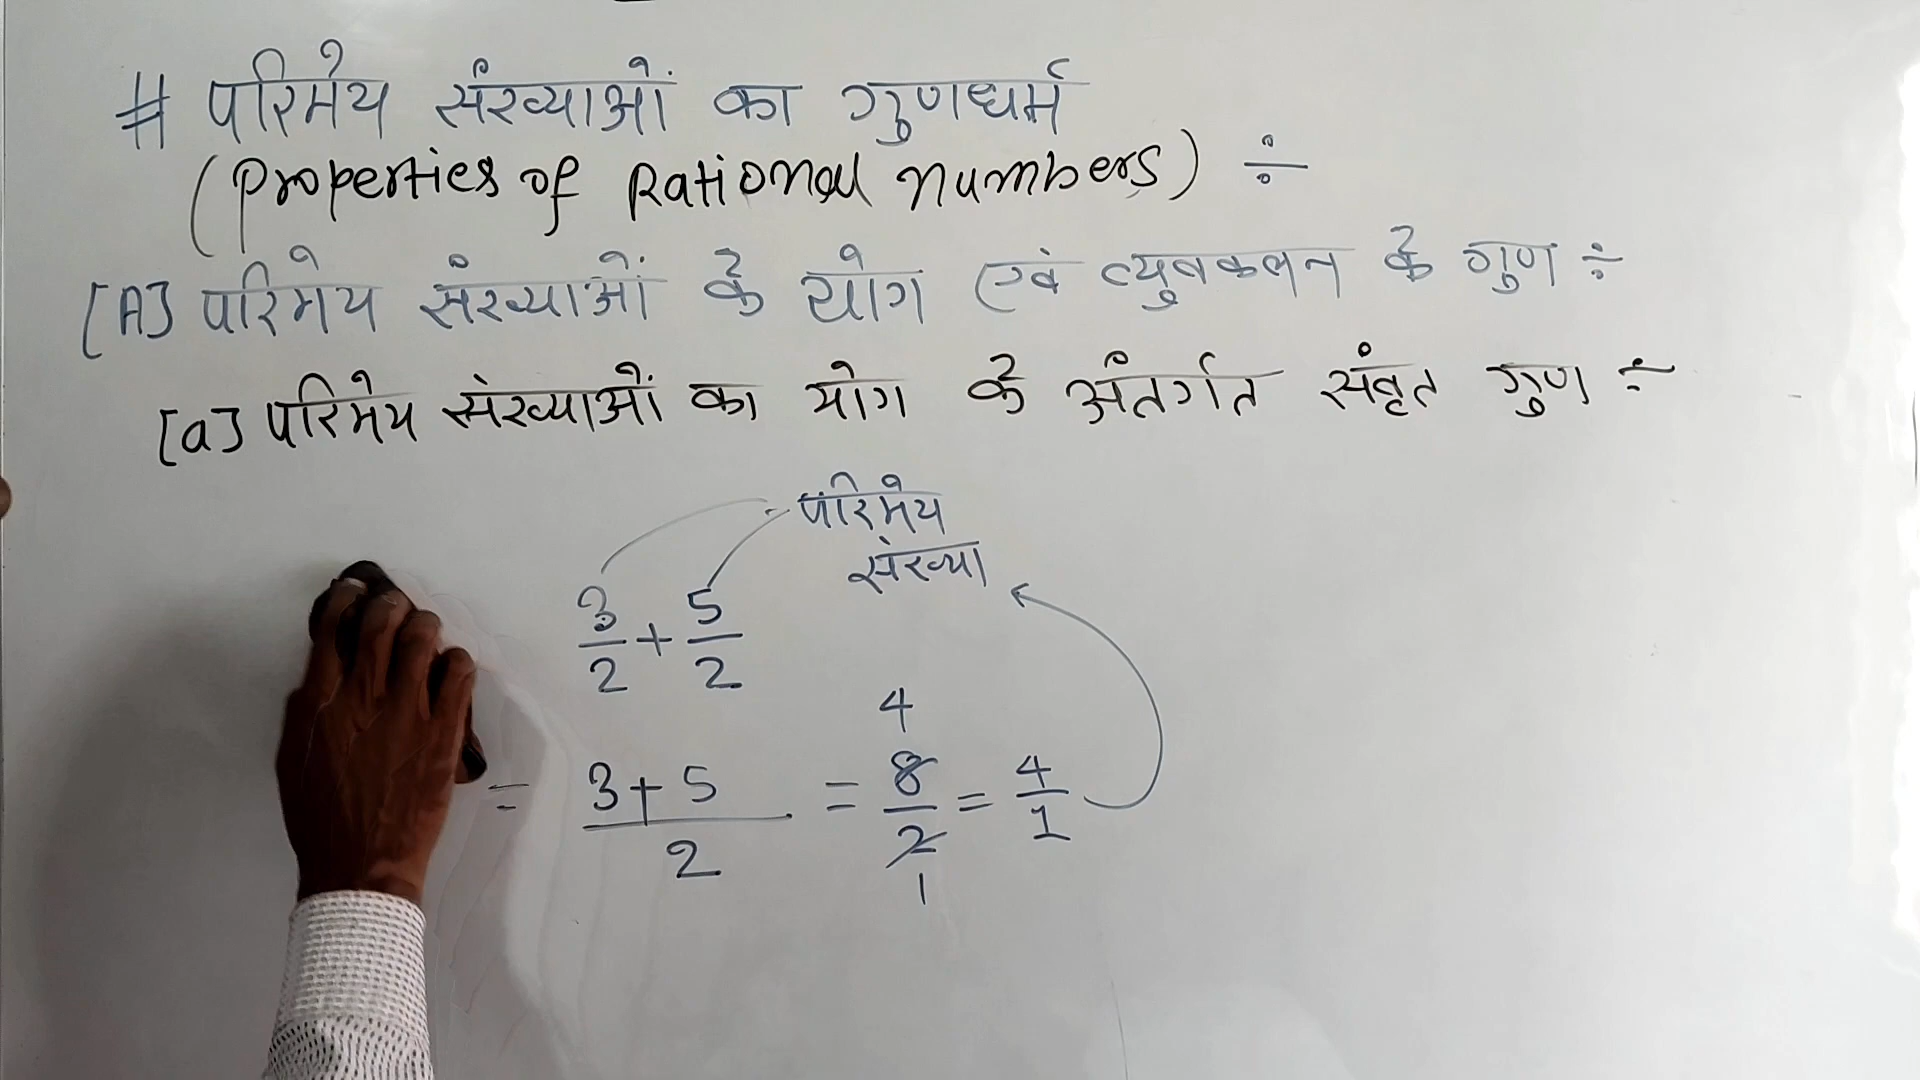 # परिमेय संख्याओं का गुणधर्म
(Properties of Rational numbers) ÷
[A] परिमेय संख्याओं के योग एवं व्युवकलन के गुण ÷
[a] परिमेय संख्याओं का योग के अंतर्गत संवृत गुण ÷
परिमेय
संख्या
3/2 + 5/2
4
= 3+5/2 = 8/2 = 4/1
1